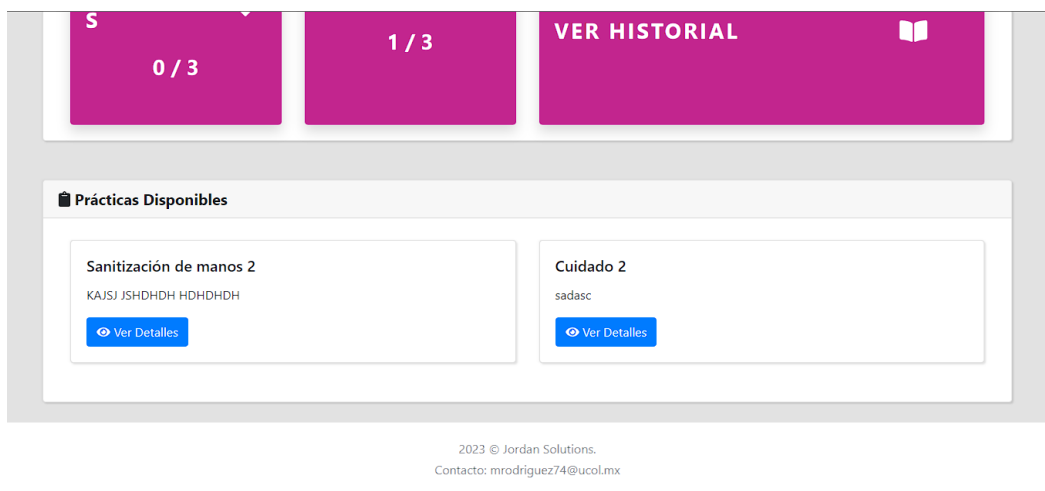 S
0 / 3
1 / 3
VER HISTORIAL
Prácticas Disponibles
Sanitización de manos 2
KAJSJ JSHDHDH HDHDHDH
Ver Detalles
Cuidado 2
sadasc
Ver Detalles
2023 © Jordan Solutions.
Contacto: mrodriguez74@ucol.mx